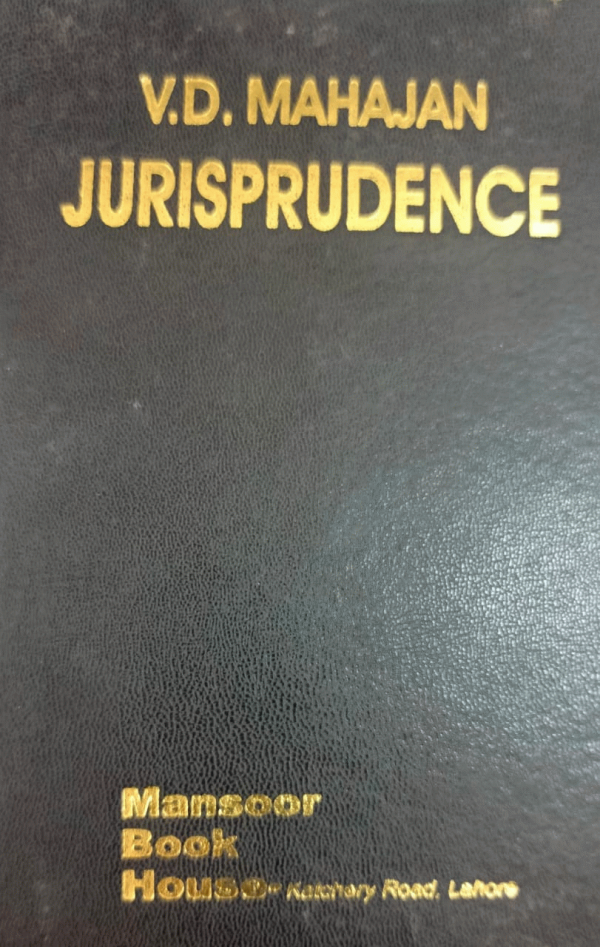 V.D. MAHAJAN
JURISPRUDENCE
Mansoor
Book
House- Katchery Road, Lahore